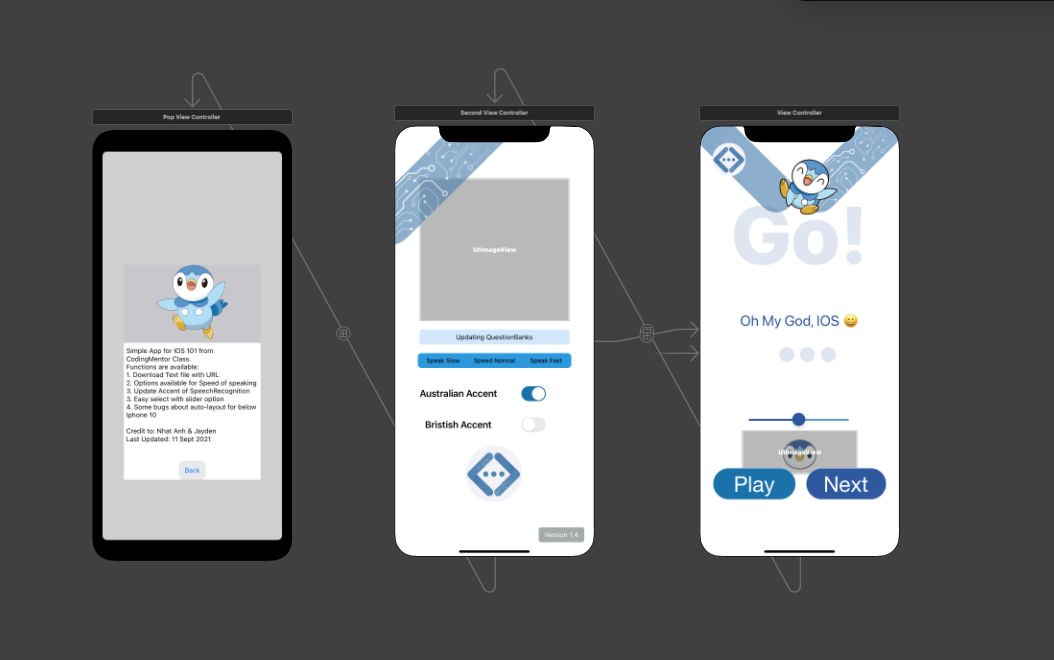 Pop View Controller
Simple App for IOS 101 from
CodingMentor Class.
Functions are available:
1. Download Text file with URL
2. Options available for Speed of speaking
3. Update Accent of SpeechRecognition
3. Easy select with slider option
4. Some bugs about auto-layout for below
Iphone 10
Credit to: Nhat Anh & Jayden
Last Updated: 11 Sept 2021
Back
Second View Controller
UIImageView
Updating QuestionBanks
Speak Slow Speed Normal Speak Fast
Australian Accent
Bristish Accent
Version 1.4
View Controller
Go!
Oh My God, IOS 😀
UIImageView
Play Next